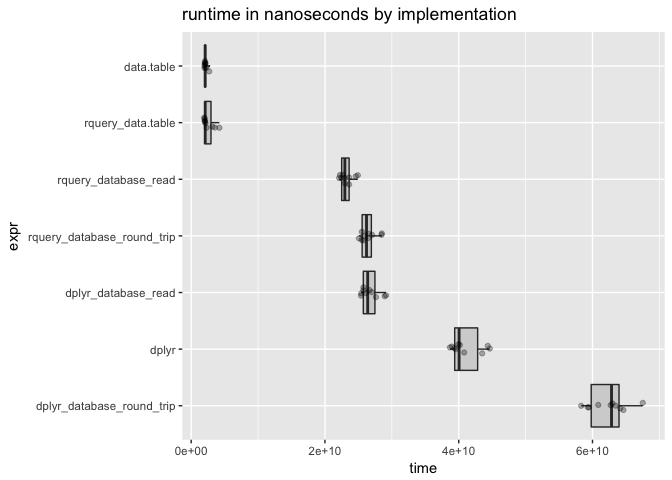 runtime in nanoseconds by implementation
data.table
rquery_data.table
rquery_database_read
rquery_database_round_trip
dplyr_database_read
dplyr
dplyr_database_round_trip
expr
0e+00 2e+10 4e+10 6e+10
time